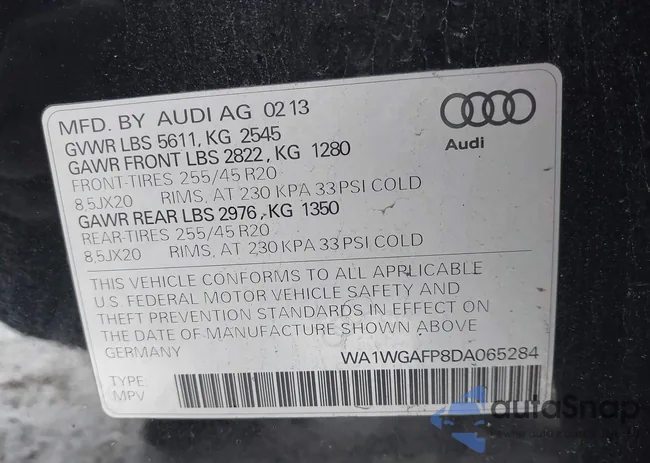 MFD. BY AUDI AG 02 13
GVWR LBS 5611, KG 2545
GAWR FRONT LBS 2822, KG 1280
FRONT-TIRES 255/45 R20
8,5JX20 RIMS, AT 230 KPA 33 PSI COLD
GAWR REAR LBS 2976, KG 1350
REAR-TIRES 255/45 R20
8,5JX20 RIMS, AT 230 KPA 33 PSI COLD
THIS VEHICLE CONFORMS TO ALL APPLICABLE
U.S. FEDERAL MOTOR VEHICLE SAFETY AND
THEFT PREVENTION STANDARDS IN EFFECT ON
THE DATE OF MANUFACTURE SHOWN ABOVE
GERMANY WA1WGAFP8DA065284
TYPE:
MPV
Audi
autoSnap